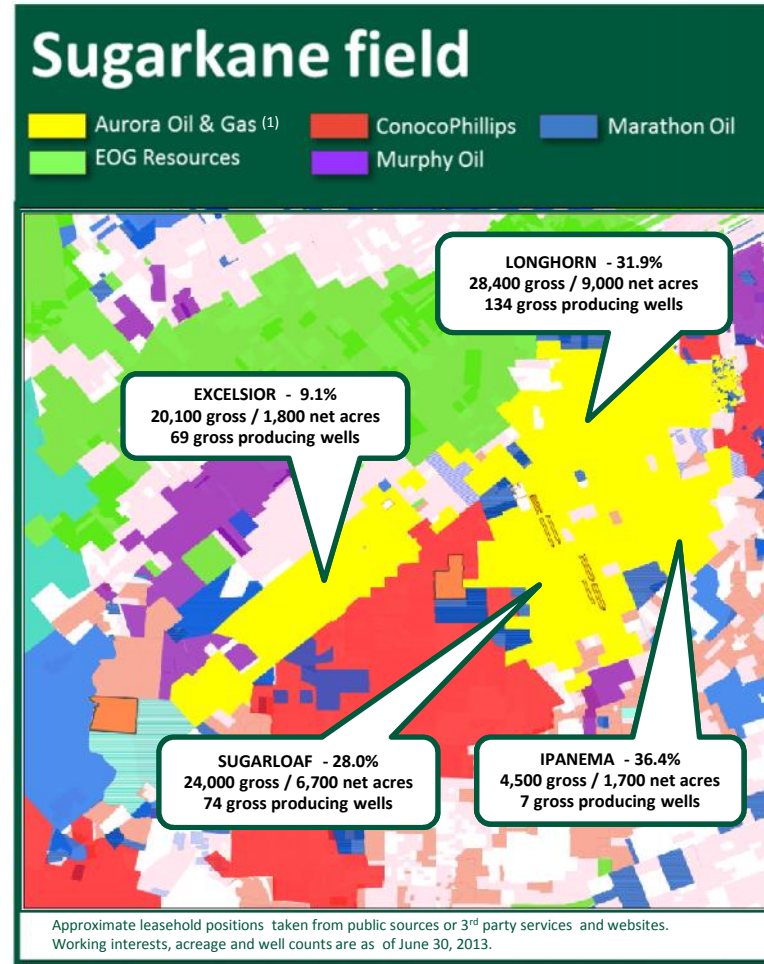 Sugarkane field
Aurora Oil & Gas (1) ConocoPhillips Marathon Oil
EOG Resources Murphy Oil
LONGHORN - 31.9%
28,400 gross / 9,000 net acres
134 gross producing wells
EXCELSIOR - 9.1%
20,100 gross / 1,800 net acres
69 gross producing wells
SUGARLOAF - 28.0%
24,000 gross / 6,700 net acres
74 gross producing wells
IPANEMA - 36.4%
4,500 gross / 1,700 net acres
7 gross producing wells
Approximate leasehold positions taken from public sources or 3rd party services and websites.
Working interests, acreage and well counts are as of June 30, 2013.